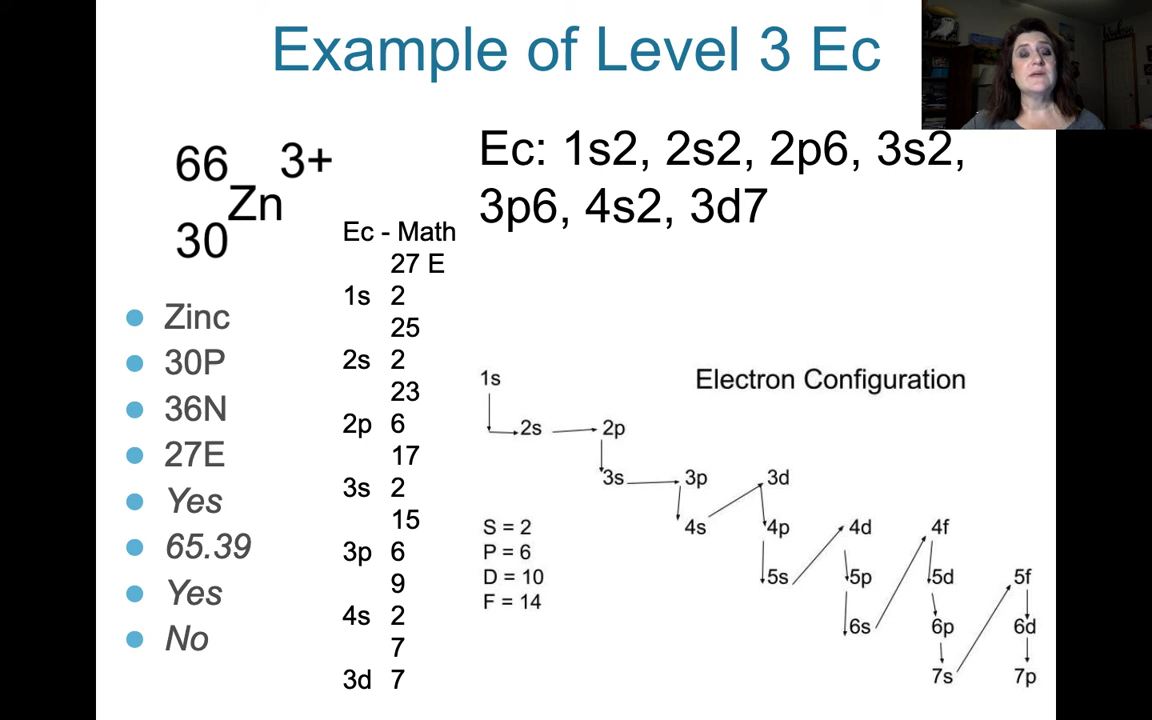 Example of Level 3 Ec
66 3+
Zn
30
Ec: 1s2, 2s2, 2p6, 3s2,
3p6, 4s2, 3d7
Ec - Math
27 E
1s 2
25
2s 2
23
2p 6
17
3s 2
15
3p 6
9
4s 2
7
3d 7
Zinc
30P
36N
27E
Yes
65.39
Yes
No
Electron Configuration
1s
2s 2p
3s 3p 3d
4s 4p 4d 4f
5s 5p 5d 5f
6s 6p 6d
7s 7p
S = 2
P = 6
D = 10
F = 14